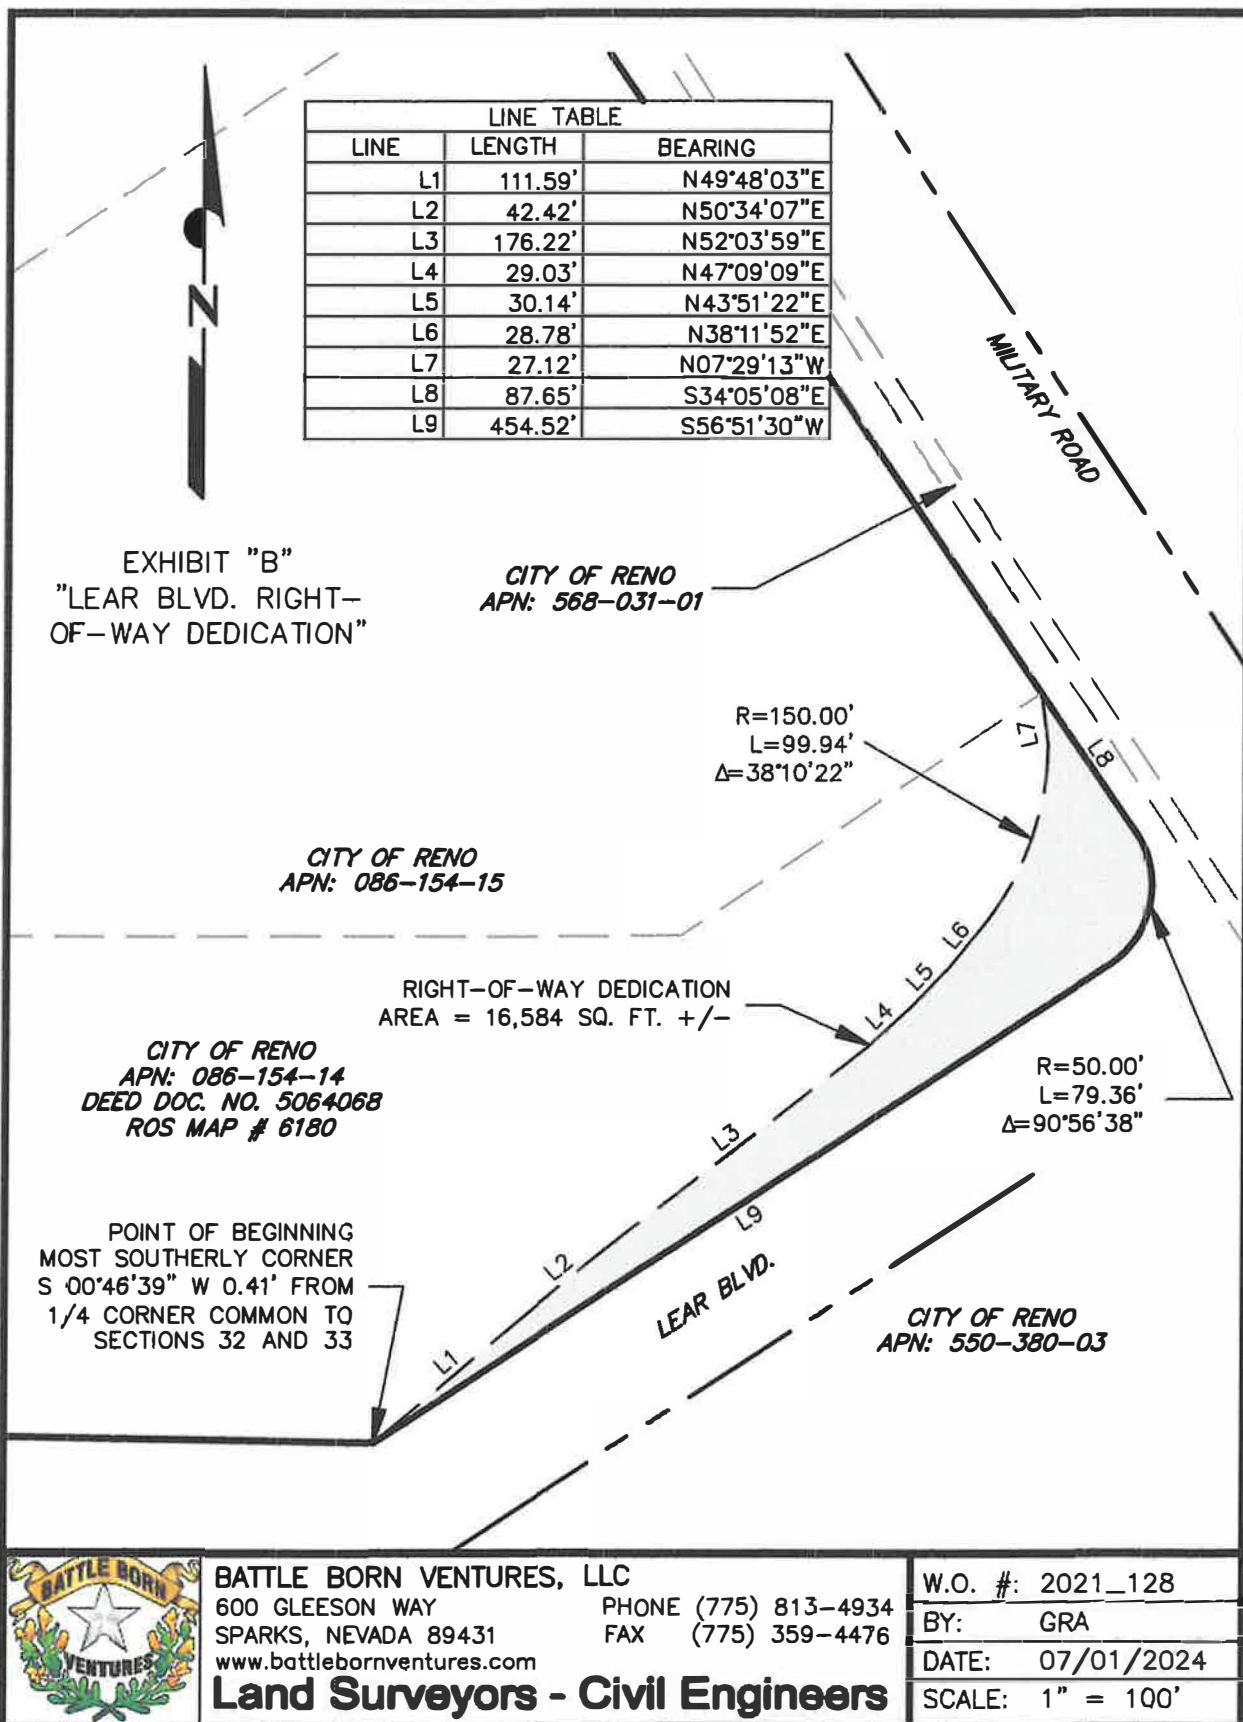 LINE TABLE
LINE LENGTH BEARING
L1 111.59' N49°48'03"E
L2 42.42' N50°34'07"E
L3 176.22' N52°03'59"E
L4 29.03' N47°09'09"E
L5 30.14' N43°51'22"E
L6 28.78' N38°11'52"E
L7 27.12' N07°29'13"W
L8 87.65' S34°05'08"E
L9 454.52' S56°51'30"W
N
MILITARY ROAD
EXHIBIT "B"
"LEAR BLVD. RIGHT-
OF-WAY DEDICATION"
CITY OF RENO
APN: 568-031-01
R=150.00'
L=99.94'
Δ=38°10'22"
L7
L8
CITY OF RENO
APN: 086-154-15
L6
L5
L4
RIGHT-OF-WAY DEDICATION
AREA = 16,584 SQ. FT. +/-
CITY OF RENO
APN: 086-154-14
DEED DOC. NO. 5064068
ROS MAP # 6180
R=50.00'
L=79.36'
Δ=90°56'38"
L3
L9
L2
L1
POINT OF BEGINNING
MOST SOUTHERLY CORNER
S 00°46'39" W 0.41' FROM
1/4 CORNER COMMON TO
SECTIONS 32 AND 33
LEAR BLVD.
CITY OF RENO
APN: 550-380-03
BATTLE BORN
VENTURES
BATTLE BORN VENTURES, LLC
600 GLEESON WAY PHONE (775) 813-4934
SPARKS, NEVADA 89431 FAX (775) 359-4476
www.battlebornventures.com
Land Surveyors - Civil Engineers
W.O. #: 2021_128
BY: GRA
DATE: 07/01/2024
SCALE: 1" = 100'